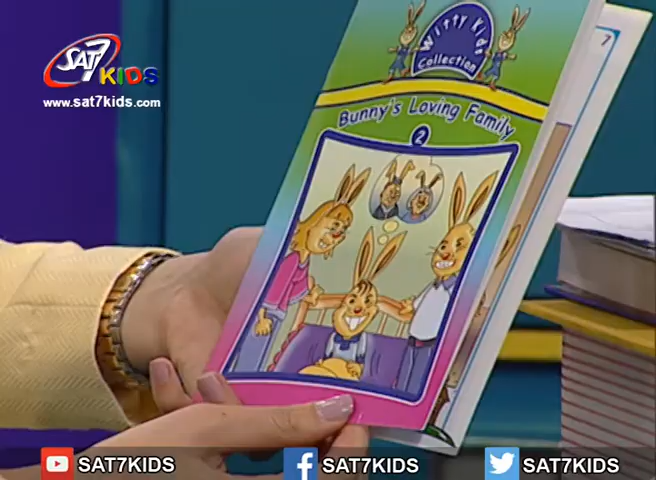 SAT7
KIDS
www.sat7kids.com
Witty Kids
Collection
Bunny's Loving Family
2
7
SAT7KIDS
SAT7KIDS
SAT7KIDS